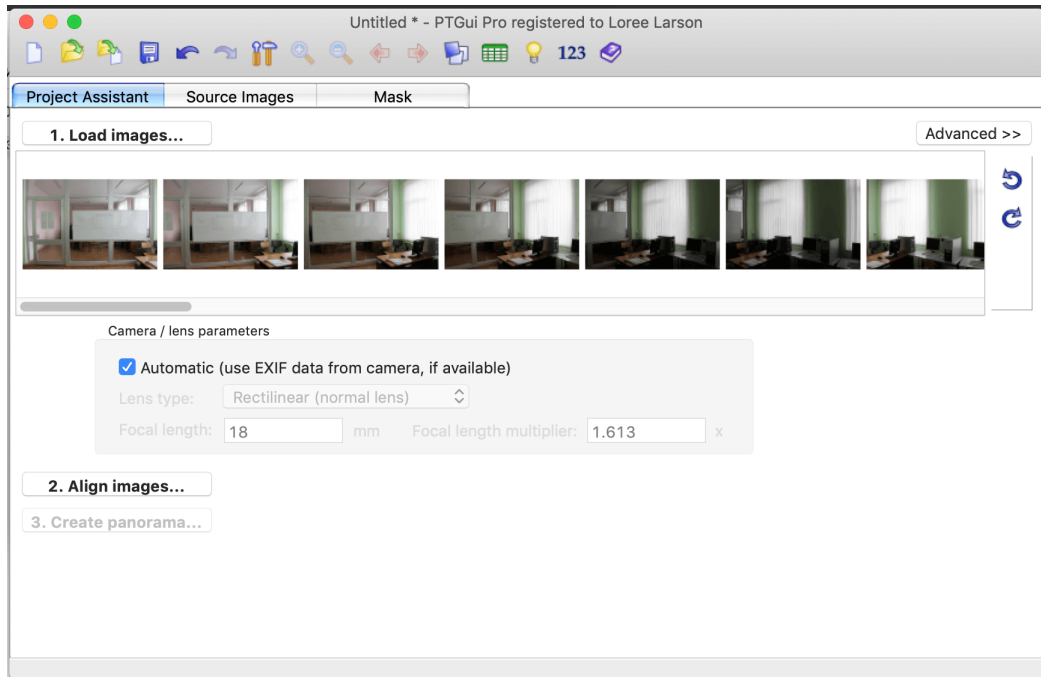 Untitled * - PTGui Pro registered to Loree Larson
123
Project Assistant Source Images Mask
1. Load images... Advanced >>
Camera / lens parameters
Automatic (use EXIF data from camera, if available)
Lens type: Rectilinear (normal lens)
Focal length: 18 mm Focal length multiplier: 1.613 x
2. Align images...
3. Create panorama...